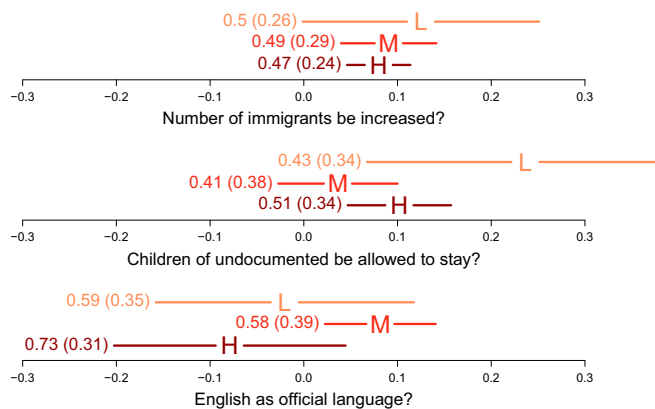 0.5 (0.26) L
0.49 (0.29) M
0.47 (0.24) H
−0.3 −0.2 −0.1 0.0 0.1 0.2 0.3
Number of immigrants be increased?
0.43 (0.34) L
0.41 (0.38) M
0.51 (0.34) H
−0.3 −0.2 −0.1 0.0 0.1 0.2 0.3
Children of undocumented be allowed to stay?
0.59 (0.35) L
0.58 (0.39) M
0.73 (0.31) H
−0.3 −0.2 −0.1 0.0 0.1 0.2 0.3
English as official language?